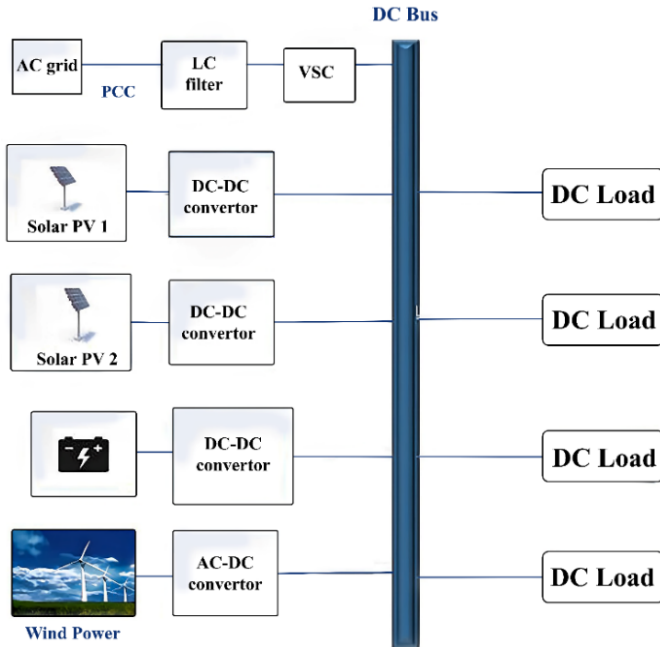 DC Bus
AC grid
PCC
LC
filter
VSC
Solar PV 1
DC-DC
convertor
DC Load
Solar PV 2
DC-DC
convertor
DC Load
DC-DC
convertor
DC Load
Wind Power
AC-DC
convertor
DC Load